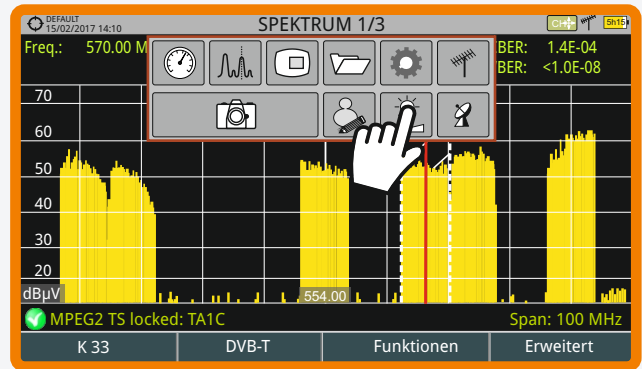 DEFAULT
15/02/2017 14:10
SPEKTRUM 1/3
CH
5h15
Freq.: 570.00 M
BER: 1.4E-04
BER: <1.0E-08
70
60
50
40
30
20
dBµV
554.00
MPEG2 TS locked: TA1C
Span: 100 MHz
K 33
DVB-T
Funktionen
Erweitert